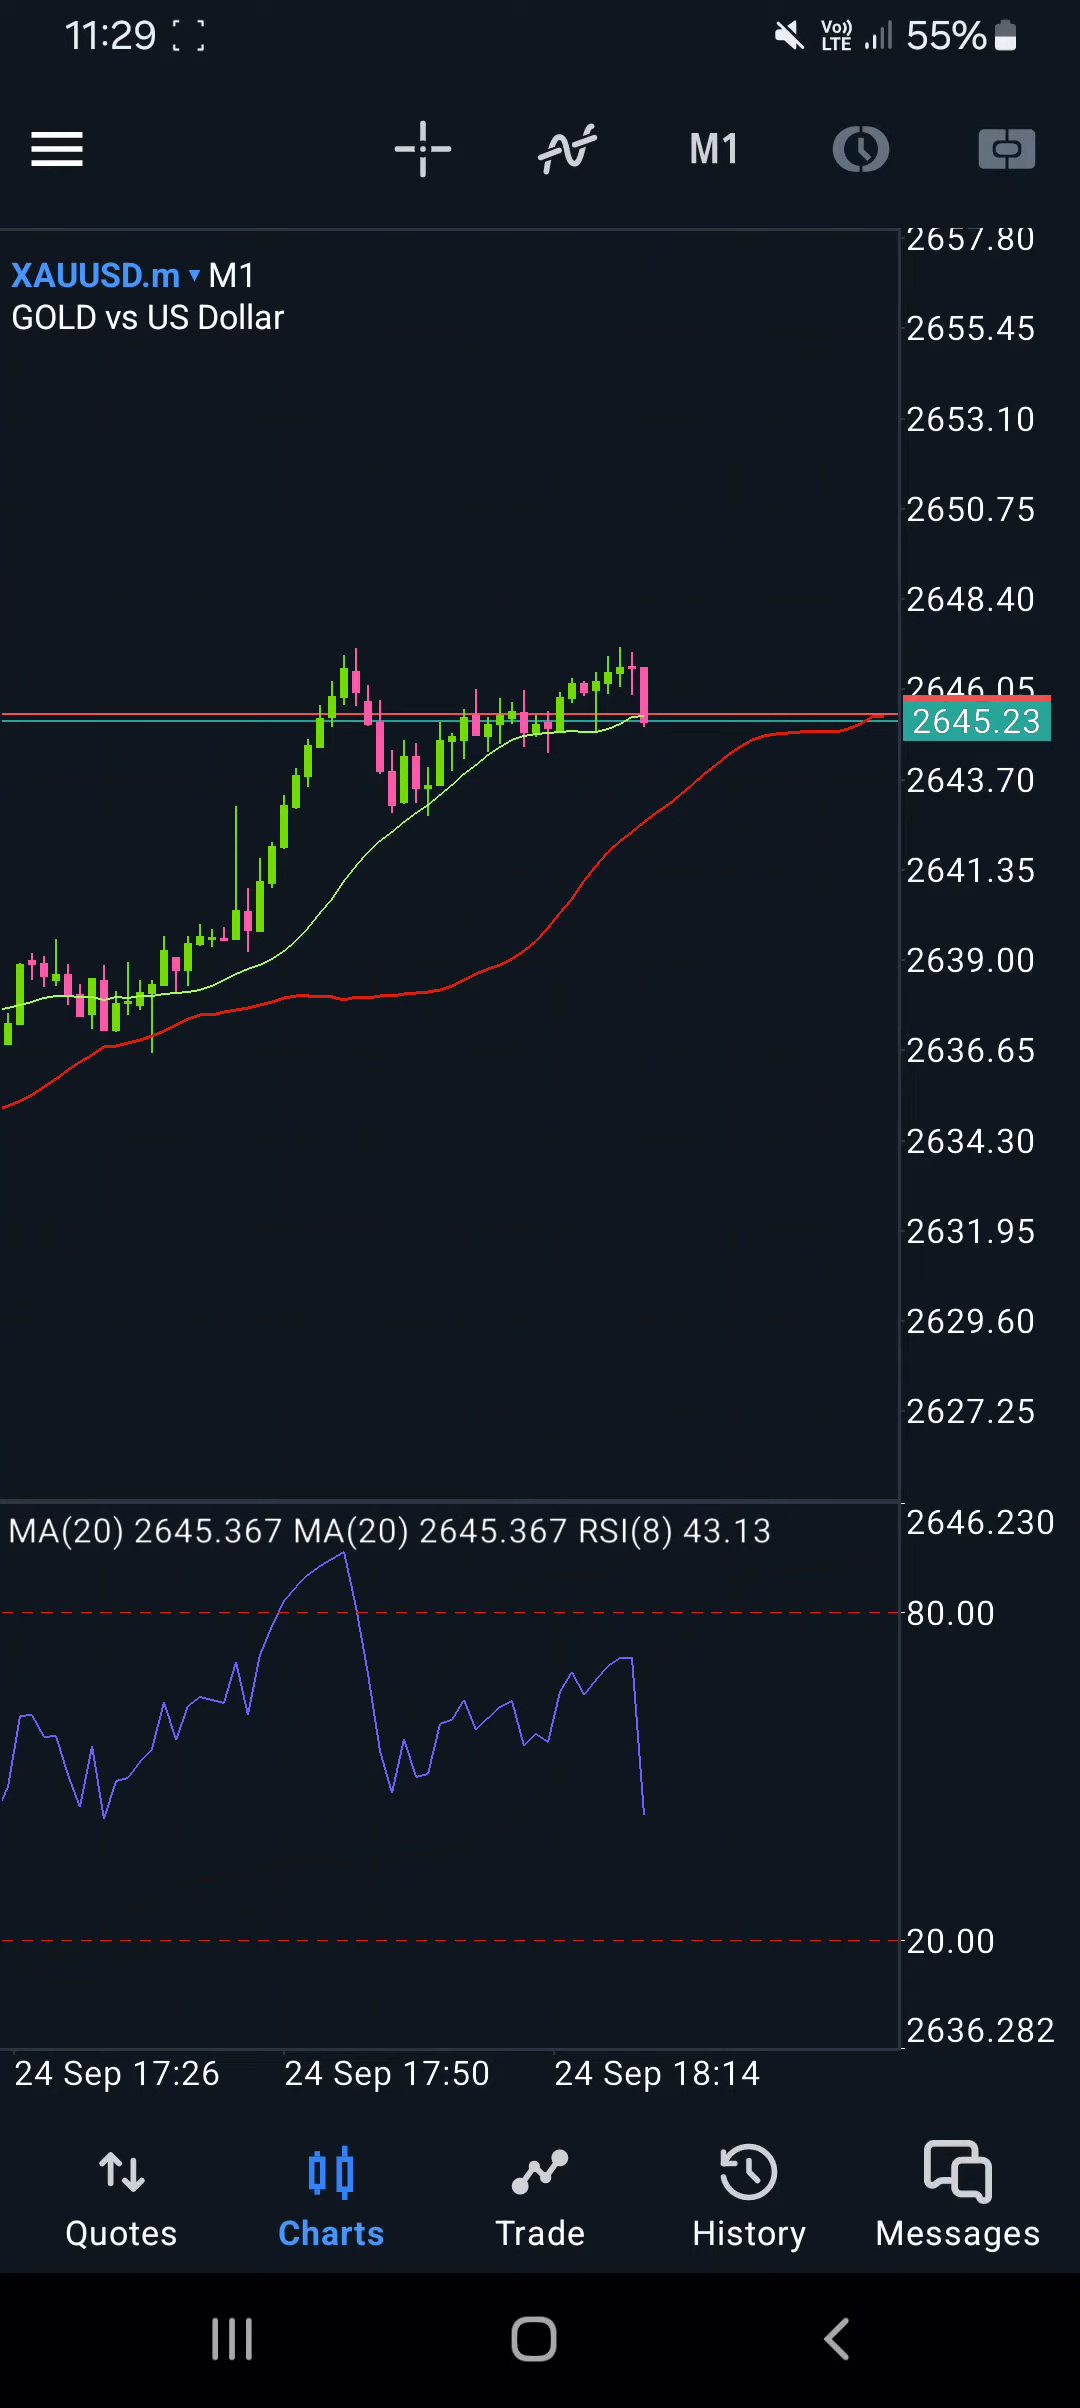 11:29 Vo)) LTE 55%
M1
XAUUSD.m ▾ M1
GOLD vs US Dollar
2657.80
2655.45
2653.10
2650.75
2648.40
2646.05
2645.23
2643.70
2641.35
2639.00
2636.65
2634.30
2631.95
2629.60
2627.25
MA(20) 2645.367 MA(20) 2645.367 RSI(8) 43.13
2646.230
80.00
20.00
2636.282
24 Sep 17:26 24 Sep 17:50 24 Sep 18:14
Quotes Charts Trade History Messages